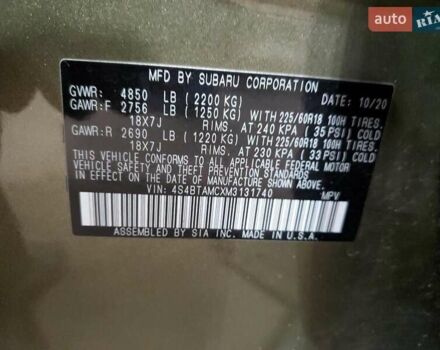 AUTO RIA
MFD BY SUBARU CORPORATION
GVWR: 4850 LB (2200 KG) DATE: 10/20
GAWR:F 2756 LB (1250 KG) WITH 225/60R18 100H TIRES,
18X7J RIMS, AT 240 KPA (35 PSI) COLD
GAWR:R 2690 LB (1220 KG) WITH 225/60R18 100H TIRES,
18X7J RIMS, AT 230 KPA (33 PSI) COLD
THIS VEHICLE CONFORMS TO ALL APPLICABLE FEDERAL MOTOR
VEHICLE SAFETY AND THEFT PREVENTION STANDARDS
IN EFFECT ON THE DATE OF MANUFACTURE SHOWN ABOVE.
VIN: 4S4BTAMCXM3131740 MPV
ASSEMBLED BY SIA INC. MADE IN U.S.A.